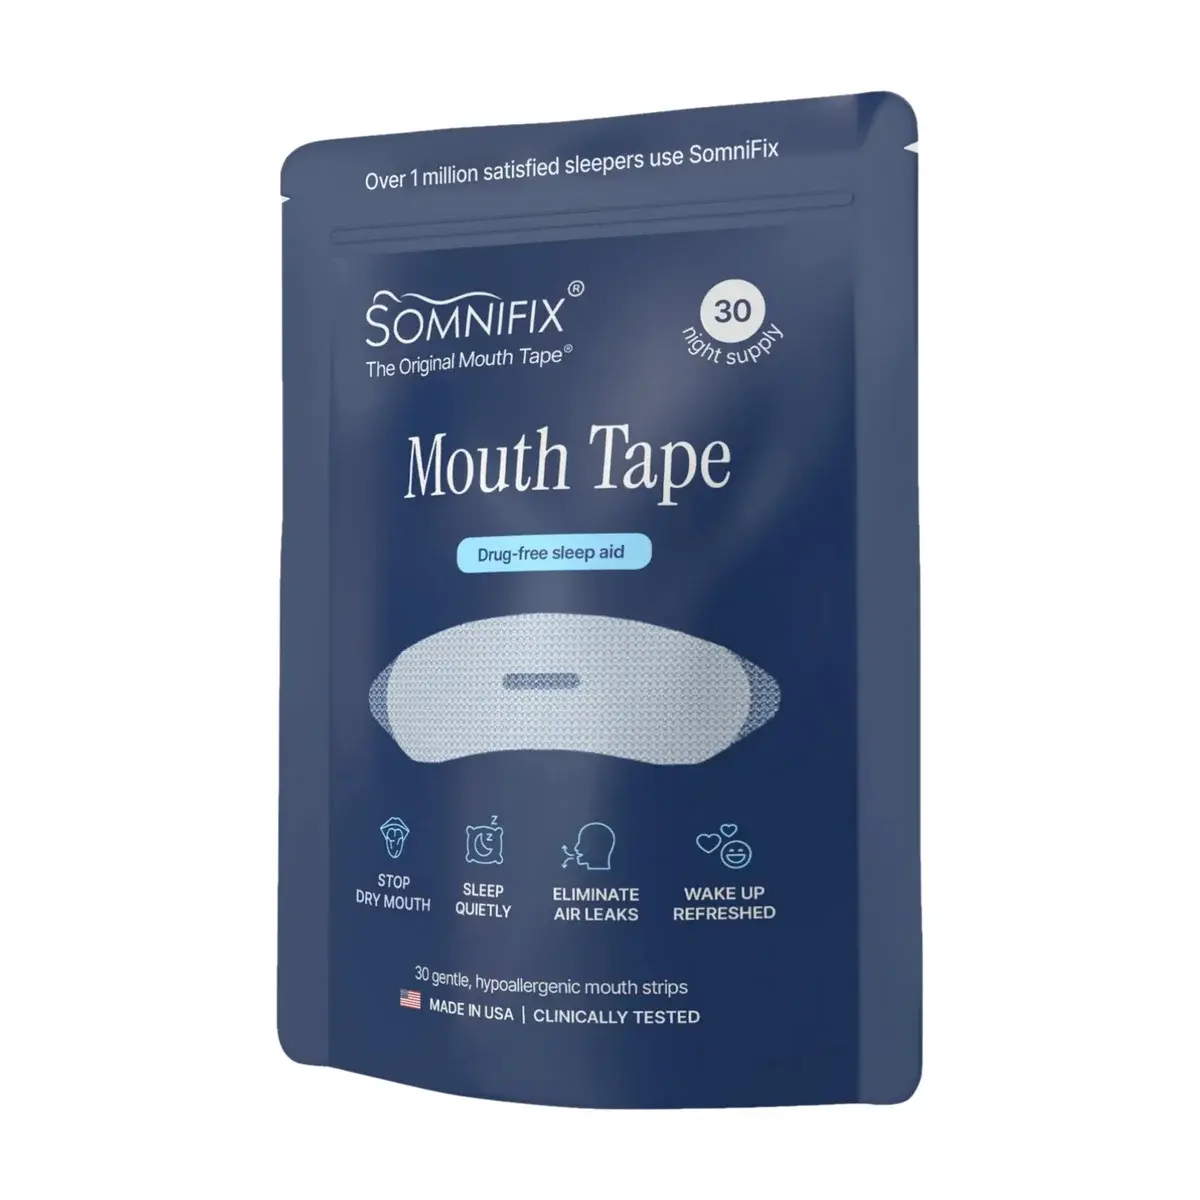 Over 1 million satisfied sleepers use SomniFix
SOMNIFIX®
The Original Mouth Tape®
30
night supply
Mouth Tape
Drug-free sleep aid
z
z
STOP
DRY MOUTH
SLEEP
QUIETLY
ELIMINATE
AIR LEAKS
WAKE UP
REFRESHED
30 gentle, hypoallergenic mouth strips
MADE IN USA | CLINICALLY TESTED